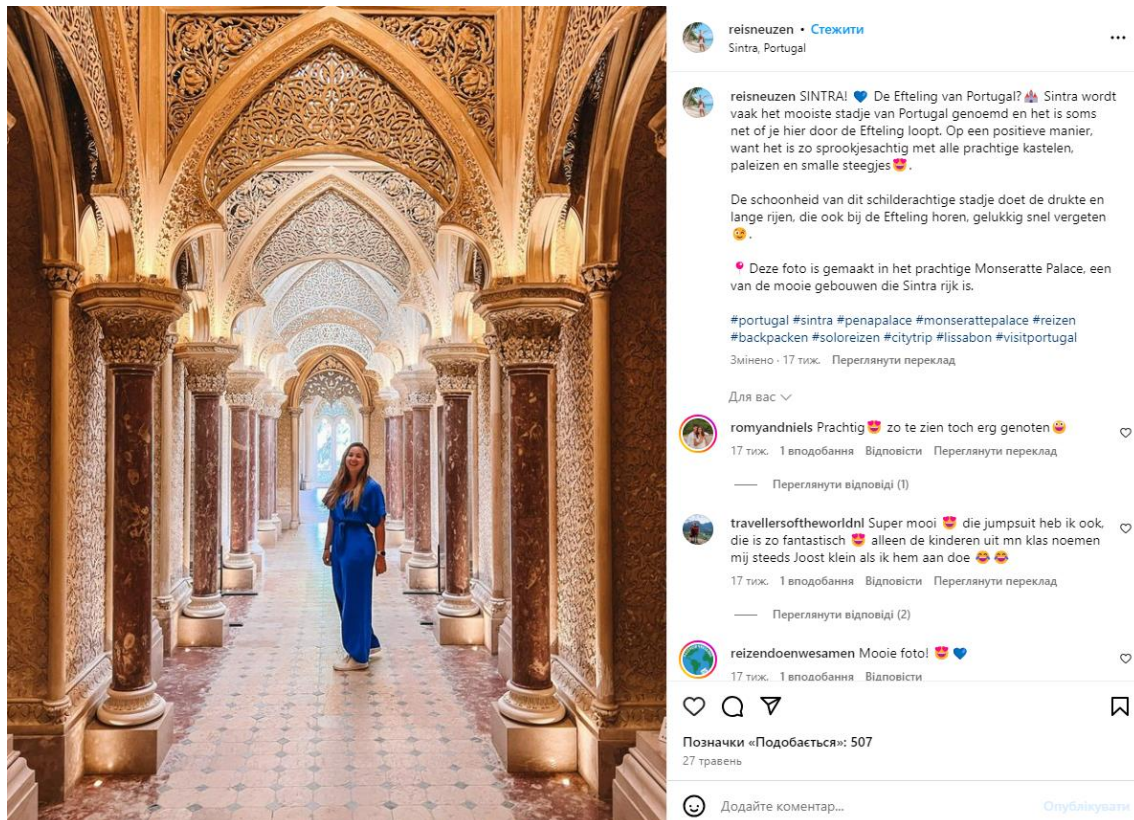 reisneuzen • Стежити
Sintra, Portugal
reisneuzen SINTRA! 💙 De Efteling van Portugal?🏰 Sintra wordt
vaak het mooiste stadje van Portugal genoemd en het is soms
net of je hier door de Efteling loopt. Op een positieve manier,
want het is zo sprookjesachtig met alle prachtige kastelen,
paleizen en smalle steegjes😍.
De schoonheid van dit schilderachtige stadje doet de drukte en
lange rijen, die ook bij de Efteling horen, gelukkig snel vergeten
😉.
📍 Deze foto is gemaakt in het prachtige Monseratte Palace, een
van de mooie gebouwen die Sintra rijk is.
#portugal #sintra #penapalace #monserattepalace #reizen
#backpacken #soloreizen #citytrip #lissabon #visitportugal
Змінено · 17 тиж. Переглянути переклад
Для вас
romyandniels Prachtig😍 zo te zien toch erg genoten😃
17 тиж. 1 вподобання Відповісти Переглянути переклад
Переглянути відповіді (1)
travellersoftheworldnl Super mooi 😍 die jumpsuit heb ik ook,
die is zo fantastisch 😍 alleen de kinderen uit mn klas noemen
mij steeds Joost klein als ik hem aan doe 😂😂
17 тиж. 1 вподобання Відповісти Переглянути переклад
Переглянути відповіді (2)
reizendoenwesamen Mooie foto! 😍💙
17 тиж. 1 вподобання Відповісти
Позначки «Подобається»: 507
27 травень
Додайте коментар... Опублікувати